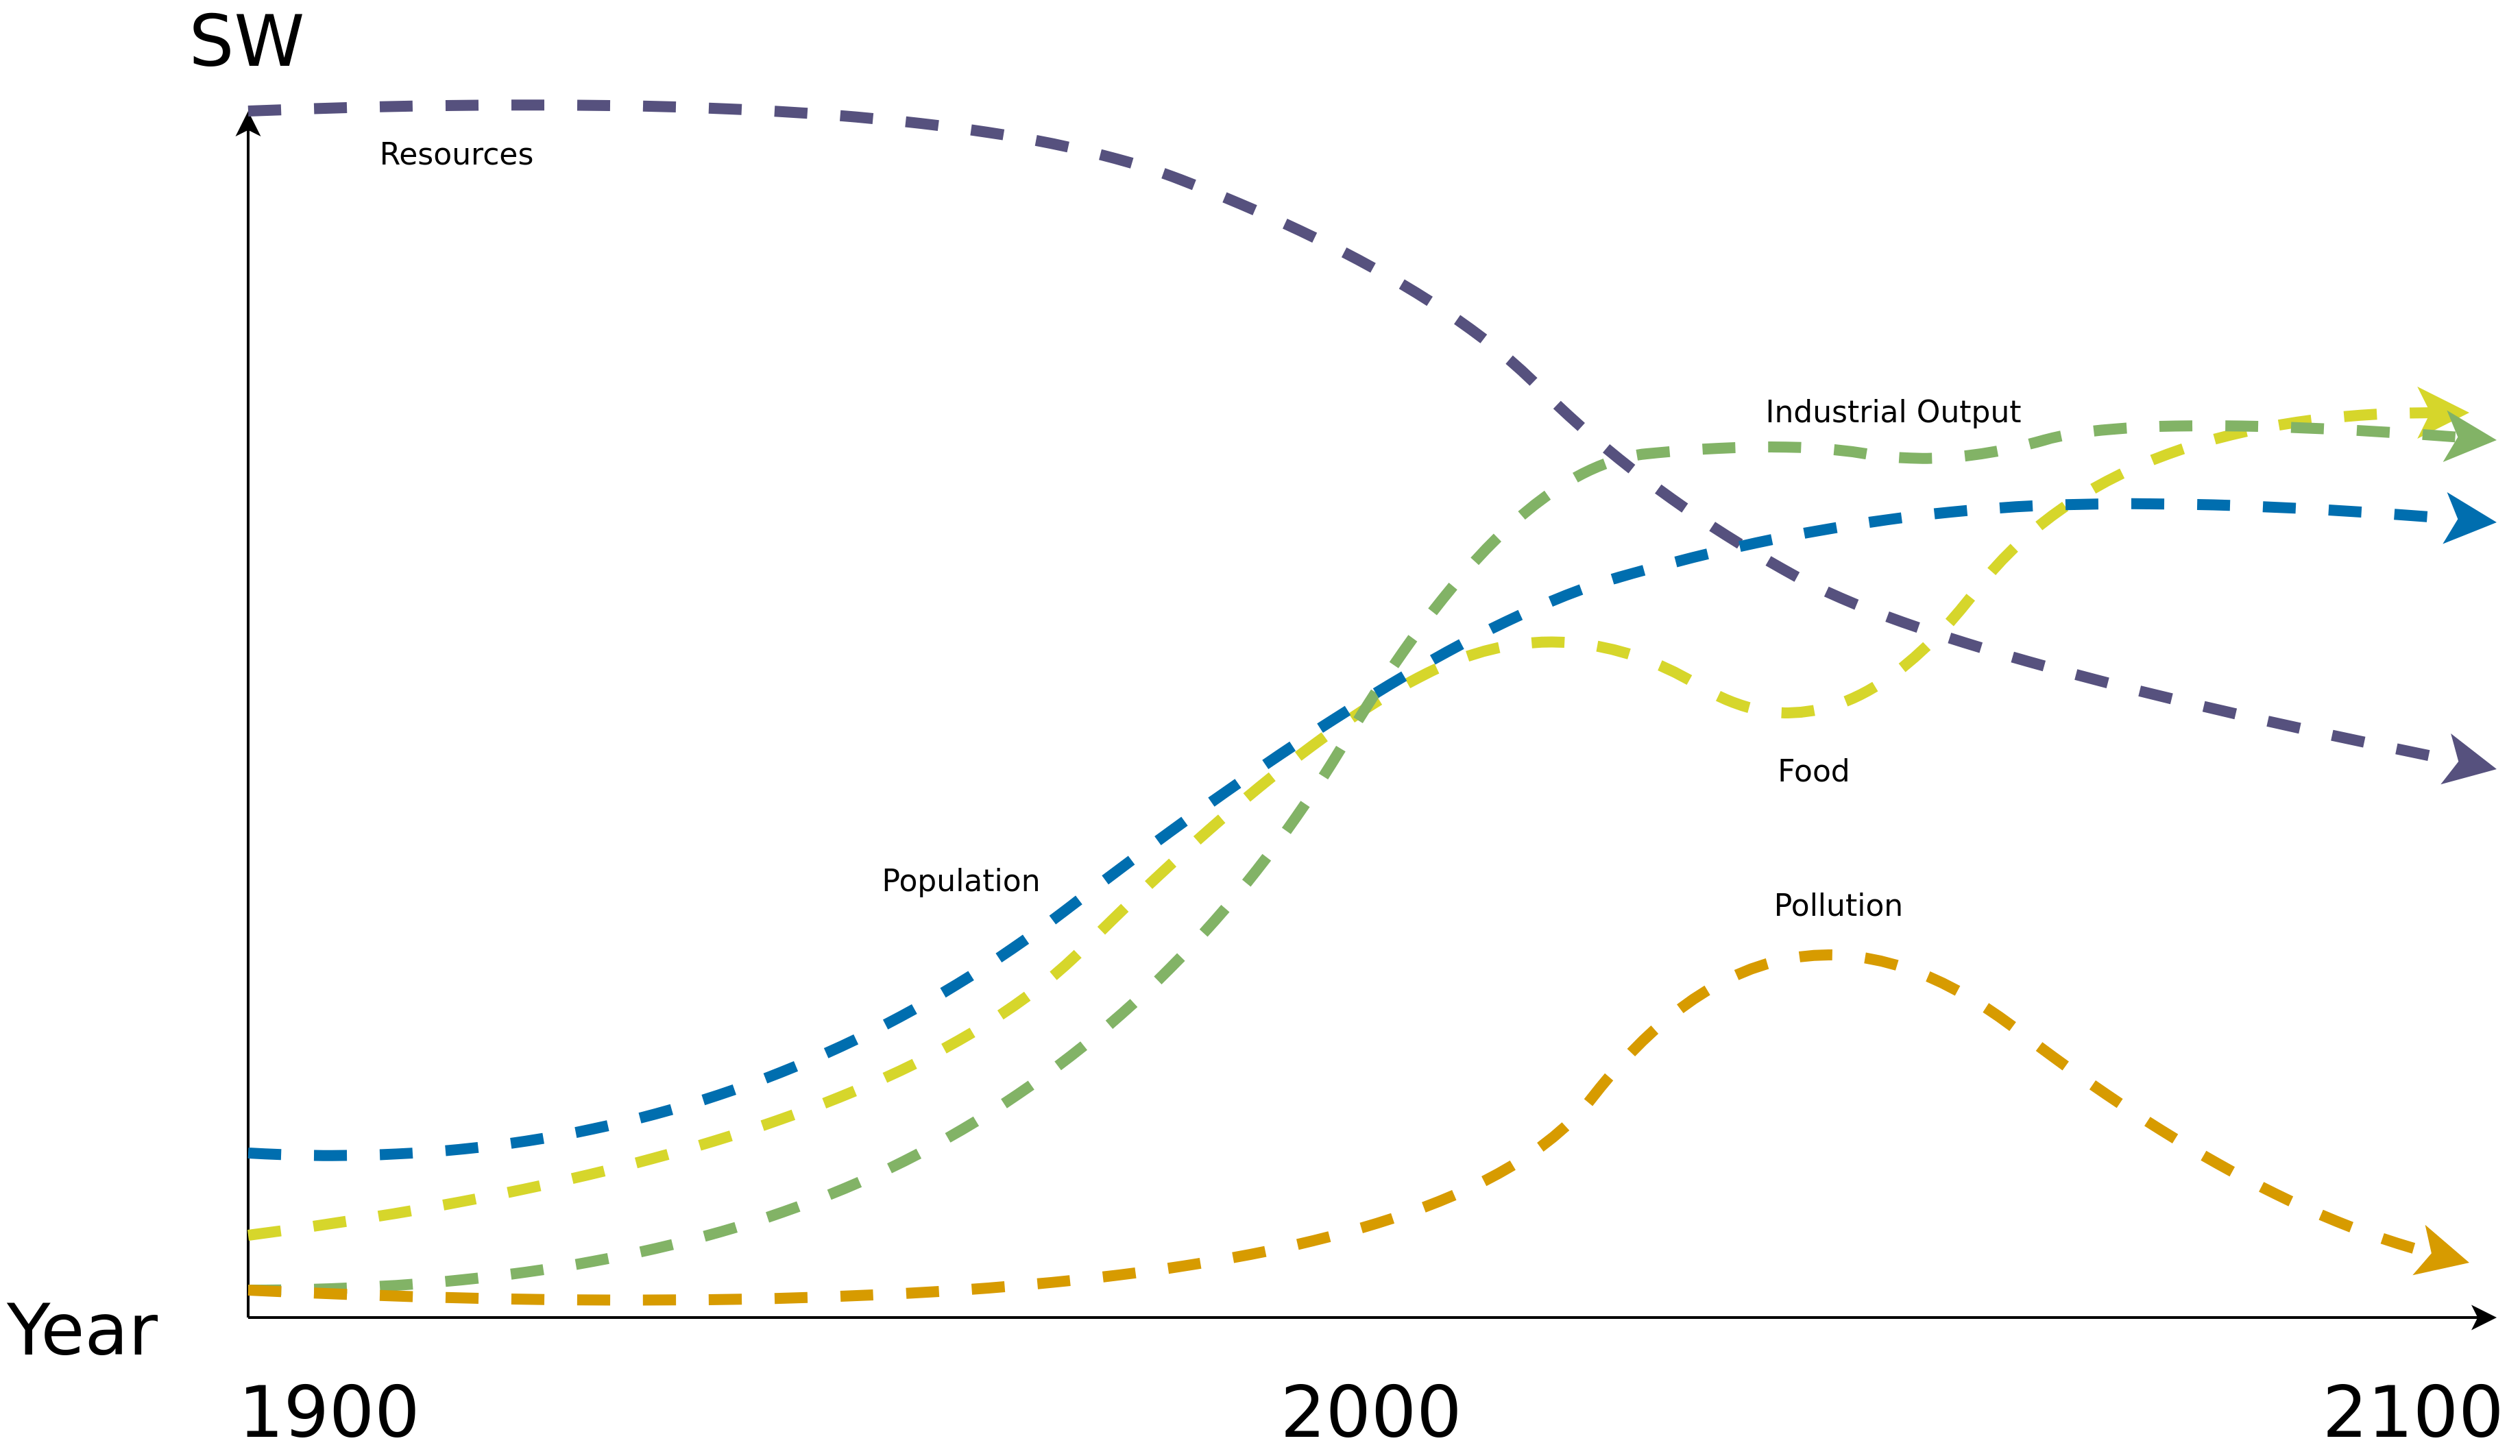 SW
Resources
Industrial Output
Food
Population
Pollution
Year
1900
2000
2100